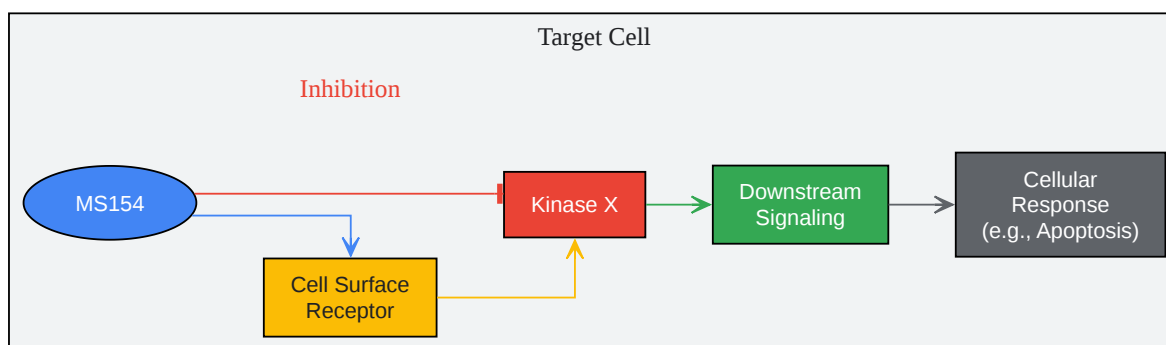 Target Cell
Inhibition
MS154
Kinase X
Downstream
Signaling
Cellular
Response
(e.g., Apoptosis)
Cell Surface
Receptor